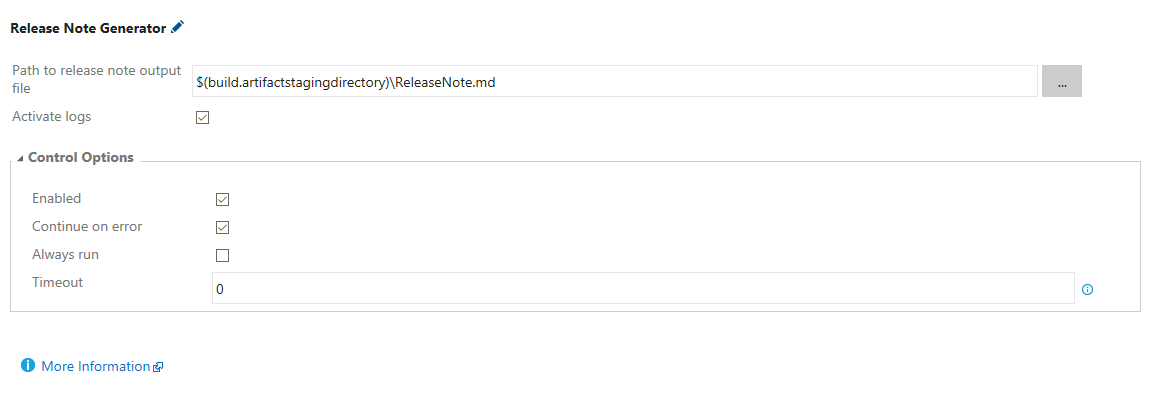 Release Note Generator
Path to release note output
file
$(build.artifactstagingdirectory)\ReleaseNote.md
...
Activate logs
Control Options
Enabled
Continue on error
Always run
Timeout
0
More Information